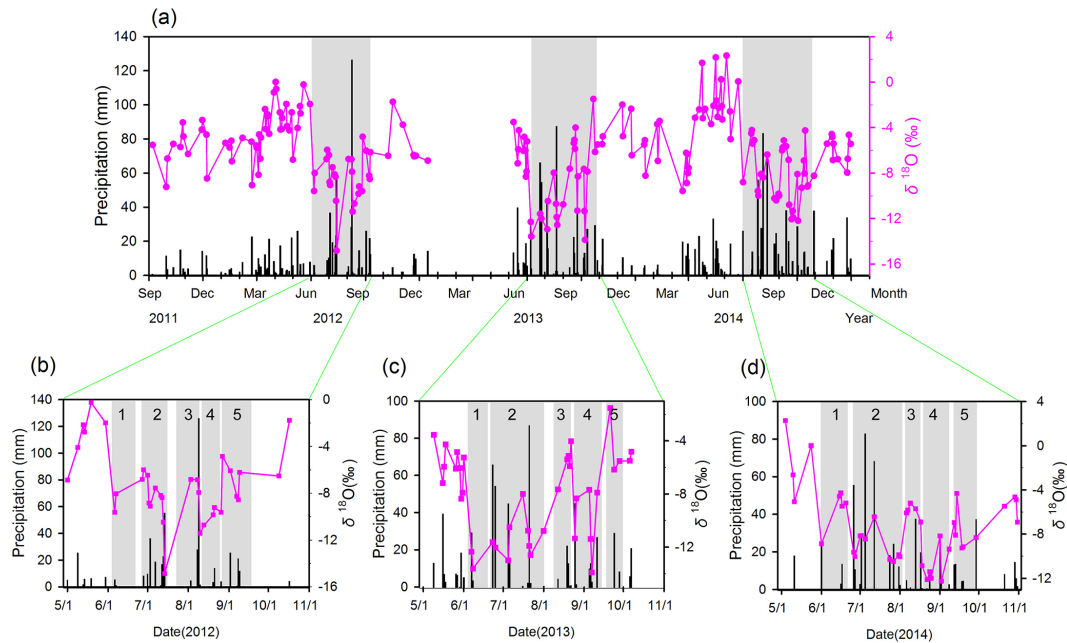 (a)
140
120
100
80
60
40
20
0
Precipitation (mm)
4
0
-4
-8
-12
-16
δ 18O (‰)
Sep Dec Mar Jun Sep Dec Mar Jun Sep Dec Mar Jun Sep Dec Month
2011 2012 2013 2014 Year
(b)
140
120
100
80
60
40
20
0
Precipitation (mm)
1 2 3 4 5
0
-4
-8
-12
-16
δ 18O(‰)
5/1 6/1 7/1 8/1 9/1 10/1 11/1
Date(2012)
(c)
100
80
60
40
20
0
Precipitation (mm)
1 2 3 4 5
-4
-8
-12
δ 18O(‰)
5/1 6/1 7/1 8/1 9/1 10/1 11/1
Date(2013)
(d)
100
80
60
40
20
0
Precipitation (mm)
1 2 3 4 5
4
0
-4
-8
-12
δ 18O(‰)
5/1 6/1 7/1 8/1 9/1 10/1 11/1
Date(2014)